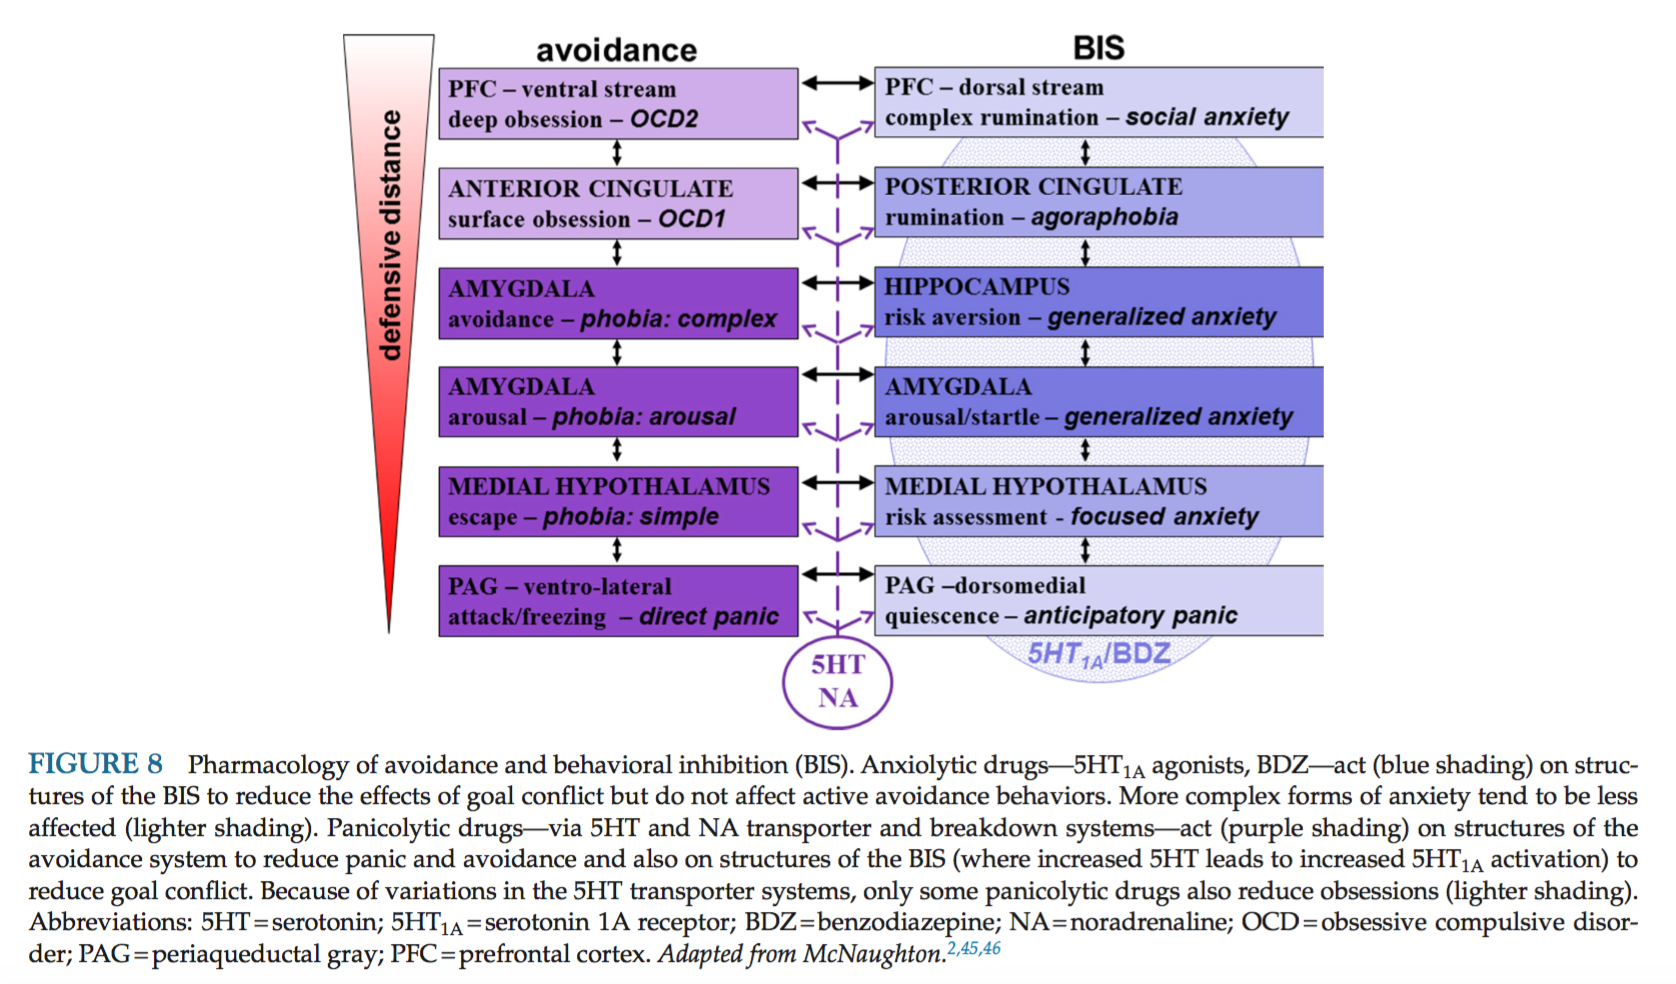 avoidance
BIS
defensive distance
PFC – ventral stream
deep obsession – OCD2
PFC – dorsal stream
complex rumination – social anxiety
ANTERIOR CINGULATE
surface obsession – OCD1
POSTERIOR CINGULATE
rumination – agoraphobia
AMYGDALA
avoidance – phobia: complex
HIPPOCAMPUS
risk aversion – generalized anxiety
AMYGDALA
arousal – phobia: arousal
AMYGDALA
arousal/startle – generalized anxiety
MEDIAL HYPOTHALAMUS
escape – phobia: simple
MEDIAL HYPOTHALAMUS
risk assessment - focused anxiety
PAG – ventro-lateral
attack/freezing – direct panic
PAG –dorsomedial
quiescence – anticipatory panic
5HT
NA
5HT1A/BDZ
FIGURE 8 Pharmacology of avoidance and behavioral inhibition (BIS). Anxiolytic drugs—5HT1A agonists, BDZ—act (blue shading) on struc-
tures of the BIS to reduce the effects of goal conflict but do not affect active avoidance behaviors. More complex forms of anxiety tend to be less
affected (lighter shading). Panicolytic drugs—via 5HT and NA transporter and breakdown systems—act (purple shading) on structures of the
avoidance system to reduce panic and avoidance and also on structures of the BIS (where increased 5HT leads to increased 5HT1A activation) to
reduce goal conflict. Because of variations in the 5HT transporter systems, only some panicolytic drugs also reduce obsessions (lighter shading).
Abbreviations: 5HT=serotonin; 5HT1A=serotonin 1A receptor; BDZ=benzodiazepine; NA=noradrenaline; OCD=obsessive compulsive disor-
der; PAG=periaqueductal gray; PFC=prefrontal cortex. Adapted from McNaughton.2,45,46